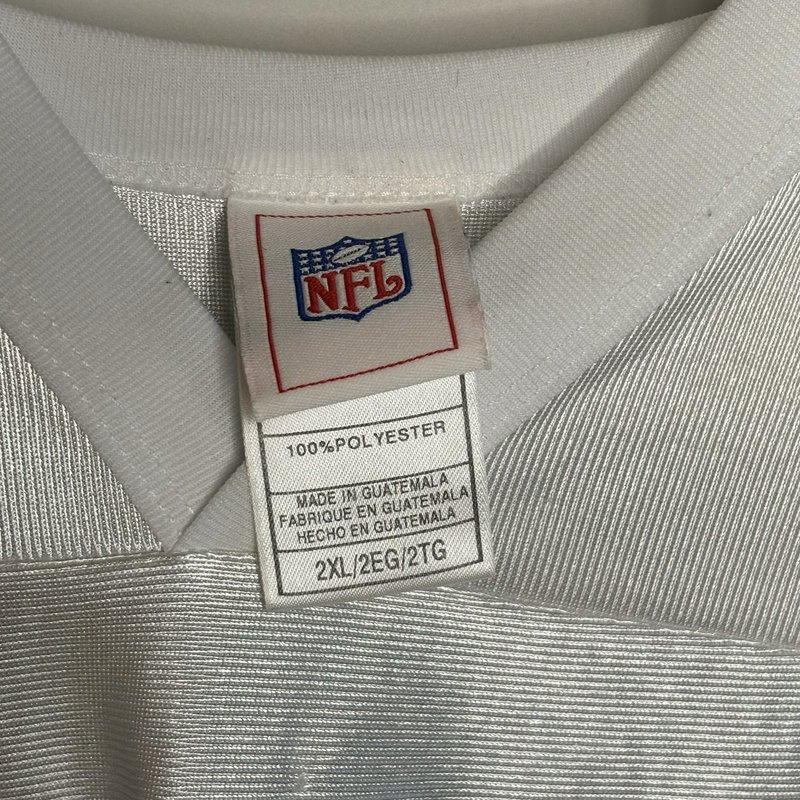 NFL
100%POLYESTER
MADE IN GUATEMALA
FABRIQUE EN GUATEMALA
HECHO EN GUATEMALA
2XL/2EG/2TG